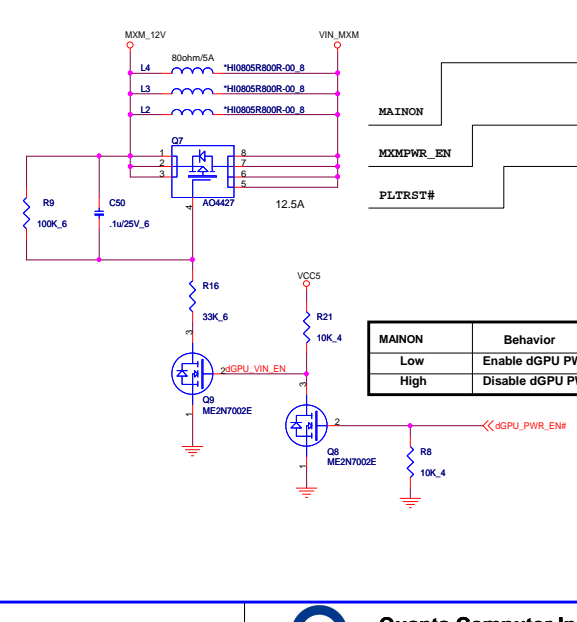 MXM_12V
VIN_MXM
80ohm/5A
L4
*HI0805R800R-00_8
L3
*HI0805R800R-00_8
L2
*HI0805R800R-00_8
MAINON
Q7
1
8
MXMPWR_EN
2
7
3
6
5
PLTRST#
R9
C50
4
AO4427
12.5A
100K_6
.1u/25V_6
VCC5
R16
33K_6
R21
10K_4
3
MAINON
Behavior
Low
Enable dGPU PW
High
Disable dGPU PW
2
dGPU_VIN_EN
3
1
Q9
ME2N7002E
2
dGPU_PWR_EN#
Q8
ME2N7002E
R8
10K_4
1